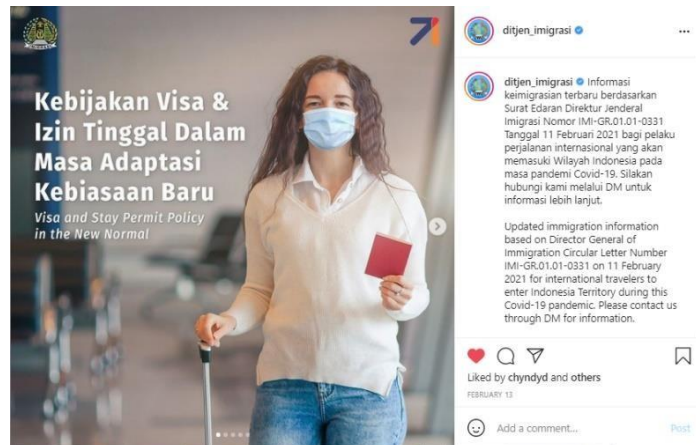 Kebijakan Visa &
Izin Tinggal Dalam
Masa Adaptasi
Kebiasaan Baru
Visa and Stay Permit Policy
in the New Normal
ditjen_imigrasi
ditjen_imigrasi Informasi
keimigrasian terbaru berdasarkan
Surat Edaran Direktur Jenderal
Imigrasi Nomor IMI-GR.01.01-0331
Tanggal 11 Februari 2021 bagi pelaku
perjalanan internasional yang akan
memasuki Wilayah Indonesia pada
masa pandemi Covid-19. Silakan
hubungi kami melalui DM untuk
informasi lebih lanjut.
Updated immigration information
based on Director General of
Immigration Circular Letter Number
IMI-GR.01.01-0331 on 11 February
2021 for international travelers to
enter Indonesia Territory during this
Covid-19 pandemic. Please contact us
through DM for information.
Liked by chyndyd and others
FEBRUARY 13
Add a comment... Post